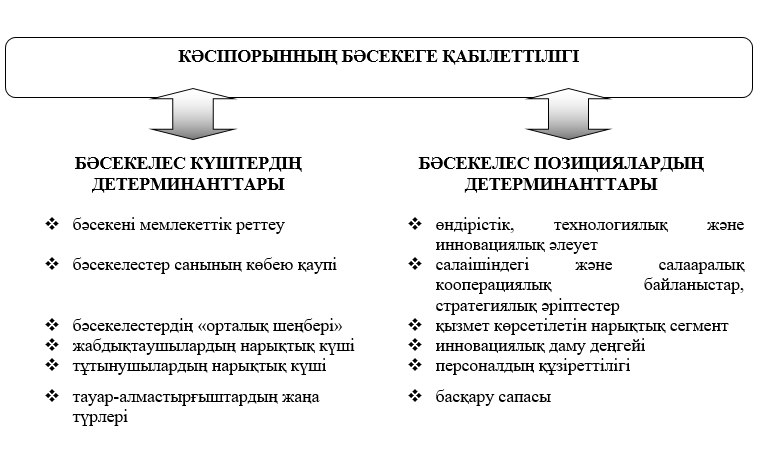 КӘСІПОРЫННЫҢ БӘСЕКЕГЕ ҚАБІЛЕТТІЛІГІ
БӘСЕКЕЛЕС КҮШТЕРДІҢ
ДЕТЕРМИНАНТТАРЫ
❖ бәсекені мемлекеттік реттеу
❖ бәсекелестер санының көбею қаупі
❖ бәсекелестердің «орталық шеңбері»
❖ жабдықтаушылардың нарықтық күші
❖ тұтынушылардың нарықтық күші
❖ тауар-алмастырғыштардың жаңа
түрлері
БӘСЕКЕЛЕС ПОЗИЦИЯЛАРДЫҢ
ДЕТЕРМИНАНТТАРЫ
❖ өндірістік, технологиялық және
инновациялық әлеует
❖ салаішіндегі және салааралық
кооперациялық байланыстар,
стратегиялық әріптестер
❖ қызмет көрсетілетін нарықтық сегмент
❖ инновациялық даму деңгейі
❖ персоналдың құзіреттілігі
❖ басқару сапасы